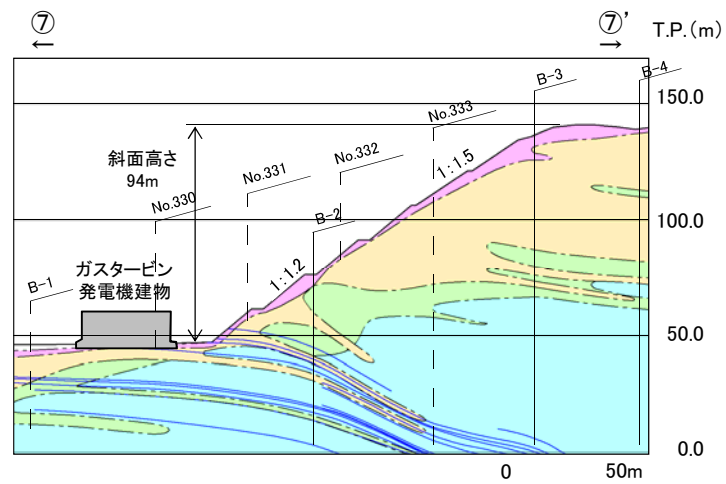 ⑦
←
⑦’
→
T.P.(m)
B-3
B-4
150.0
No.333
斜面高さ
94m
No.332
No.331
1:1.5
No.330
B-2
100.0
B-1
ガスタービン
発電機建物
1:1.2
50.0
0.0
0
50m